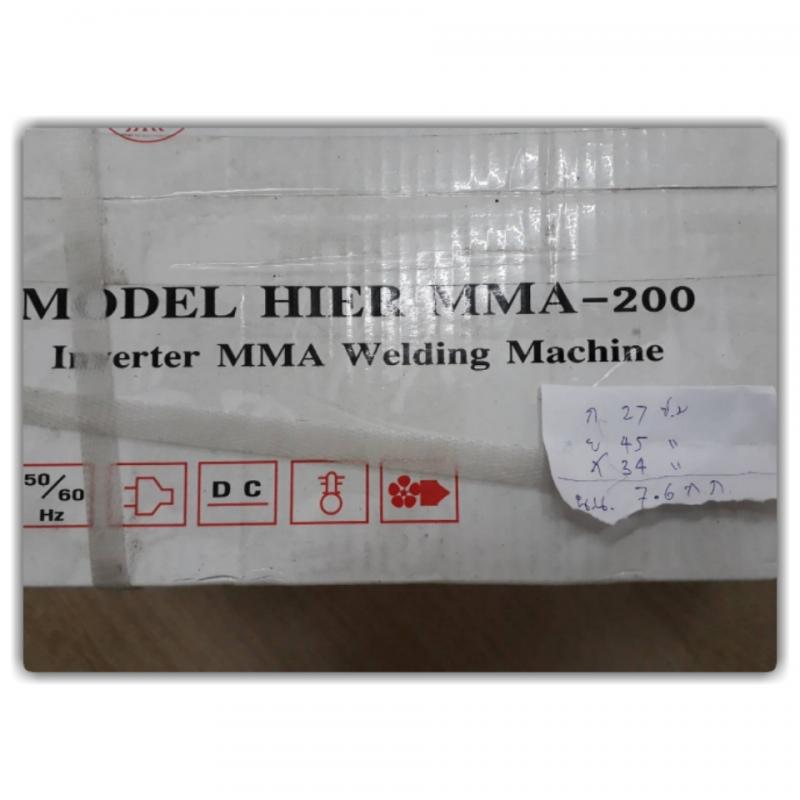 MODEL HIER MMA-200
Inverter MMA Welding Machine
ก 27 ซ.ม
ย 45 "
ส 34 "
นน. 7.6 ก ก.
50/60
Hz
D C